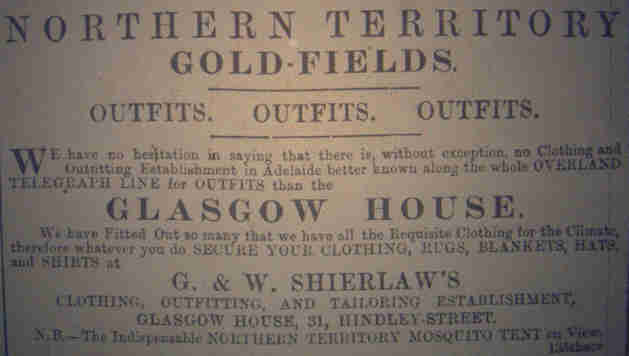 NORTHERN TERRITORY
GOLD-FIELDS.
OUTFITS. OUTFITS. OUTFITS.
WE have no hesitation in saying that there is, without exception, no Clothing and
Outfitting Establishment in Adelaide better known along the whole OVERLAND
TELEGRAPH LINE for OUTFITS than the
GLASGOW HOUSE.
We have Fitted Out so many that we have all the Requisite Clothing for the Climate,
therefore whatever you do SECURE YOUR CLOTHING, RUGS, BLANKETS, HATS,
and SHIRTS at
G. & W. SHIERLAW'S
CLOTHING, OUTFITTING, AND TAILORING ESTABLISHMENT,
GLASGOW HOUSE, 31, HINDLEY-STREET.
N.B.—The Indispensable NORTHERN TERRITORY MOSQUITO TENT on View.